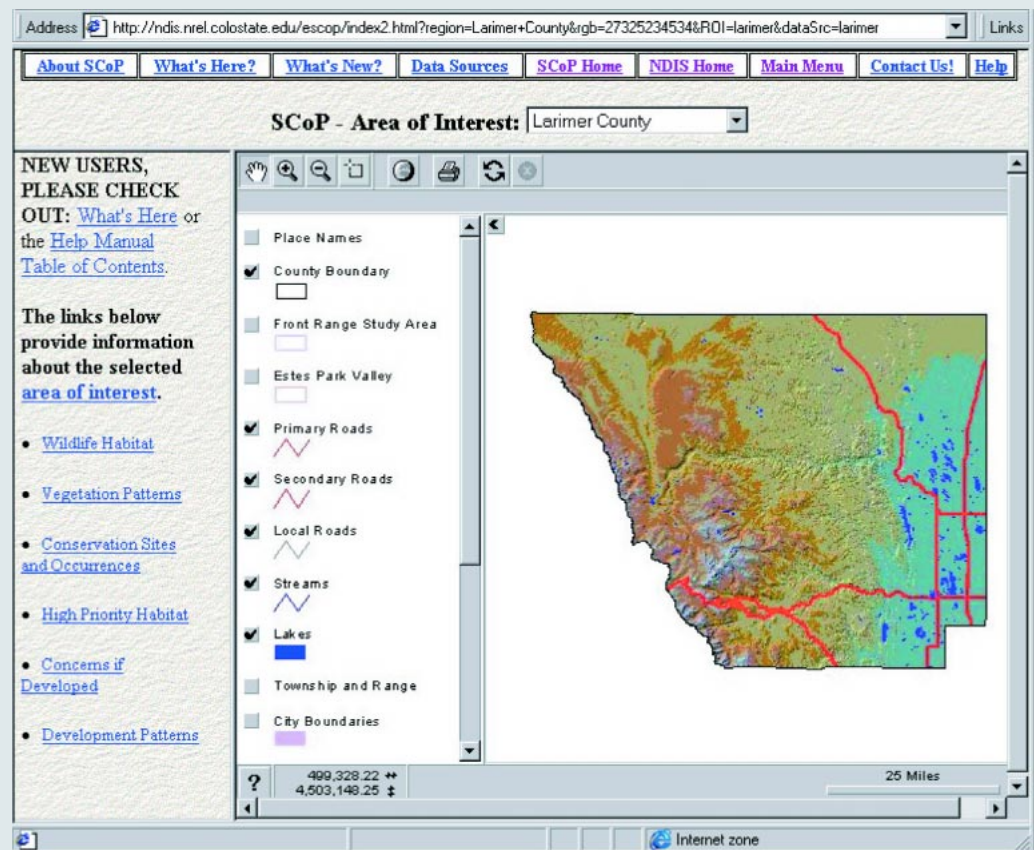 Address http://ndis.nrel.colostate.edu/escop/index2.html?region=Larimer+County&rgb=27325234534&ROI=larimer&dataSrc=larimer Links
About SCoP What's Here? What's New? Data Sources SCoP Home NDIS Home Main Menu Contact Us! Help
SCoP - Area of Interest: Larimer County
NEW USERS,
PLEASE CHECK
OUT: What's Here or
the Help Manual
Table of Contents.
The links below
provide information
about the selected
area of interest.
• Wildlife Habitat
• Vegetation Patterns
• Conservation Sites
and Occurrences
• High Priority Habitat
• Concerns if
Developed
• Development Patterns
Place Names
County Boundary
Front Range Study Area
Estes Park Valley
Primary Roads
Secondary Roads
Local Roads
Streams
Lakes
Township and Range
City Boundaries
? 499,328.22 ↔
4,503,148.25 ↕
25 Miles
Internet zone